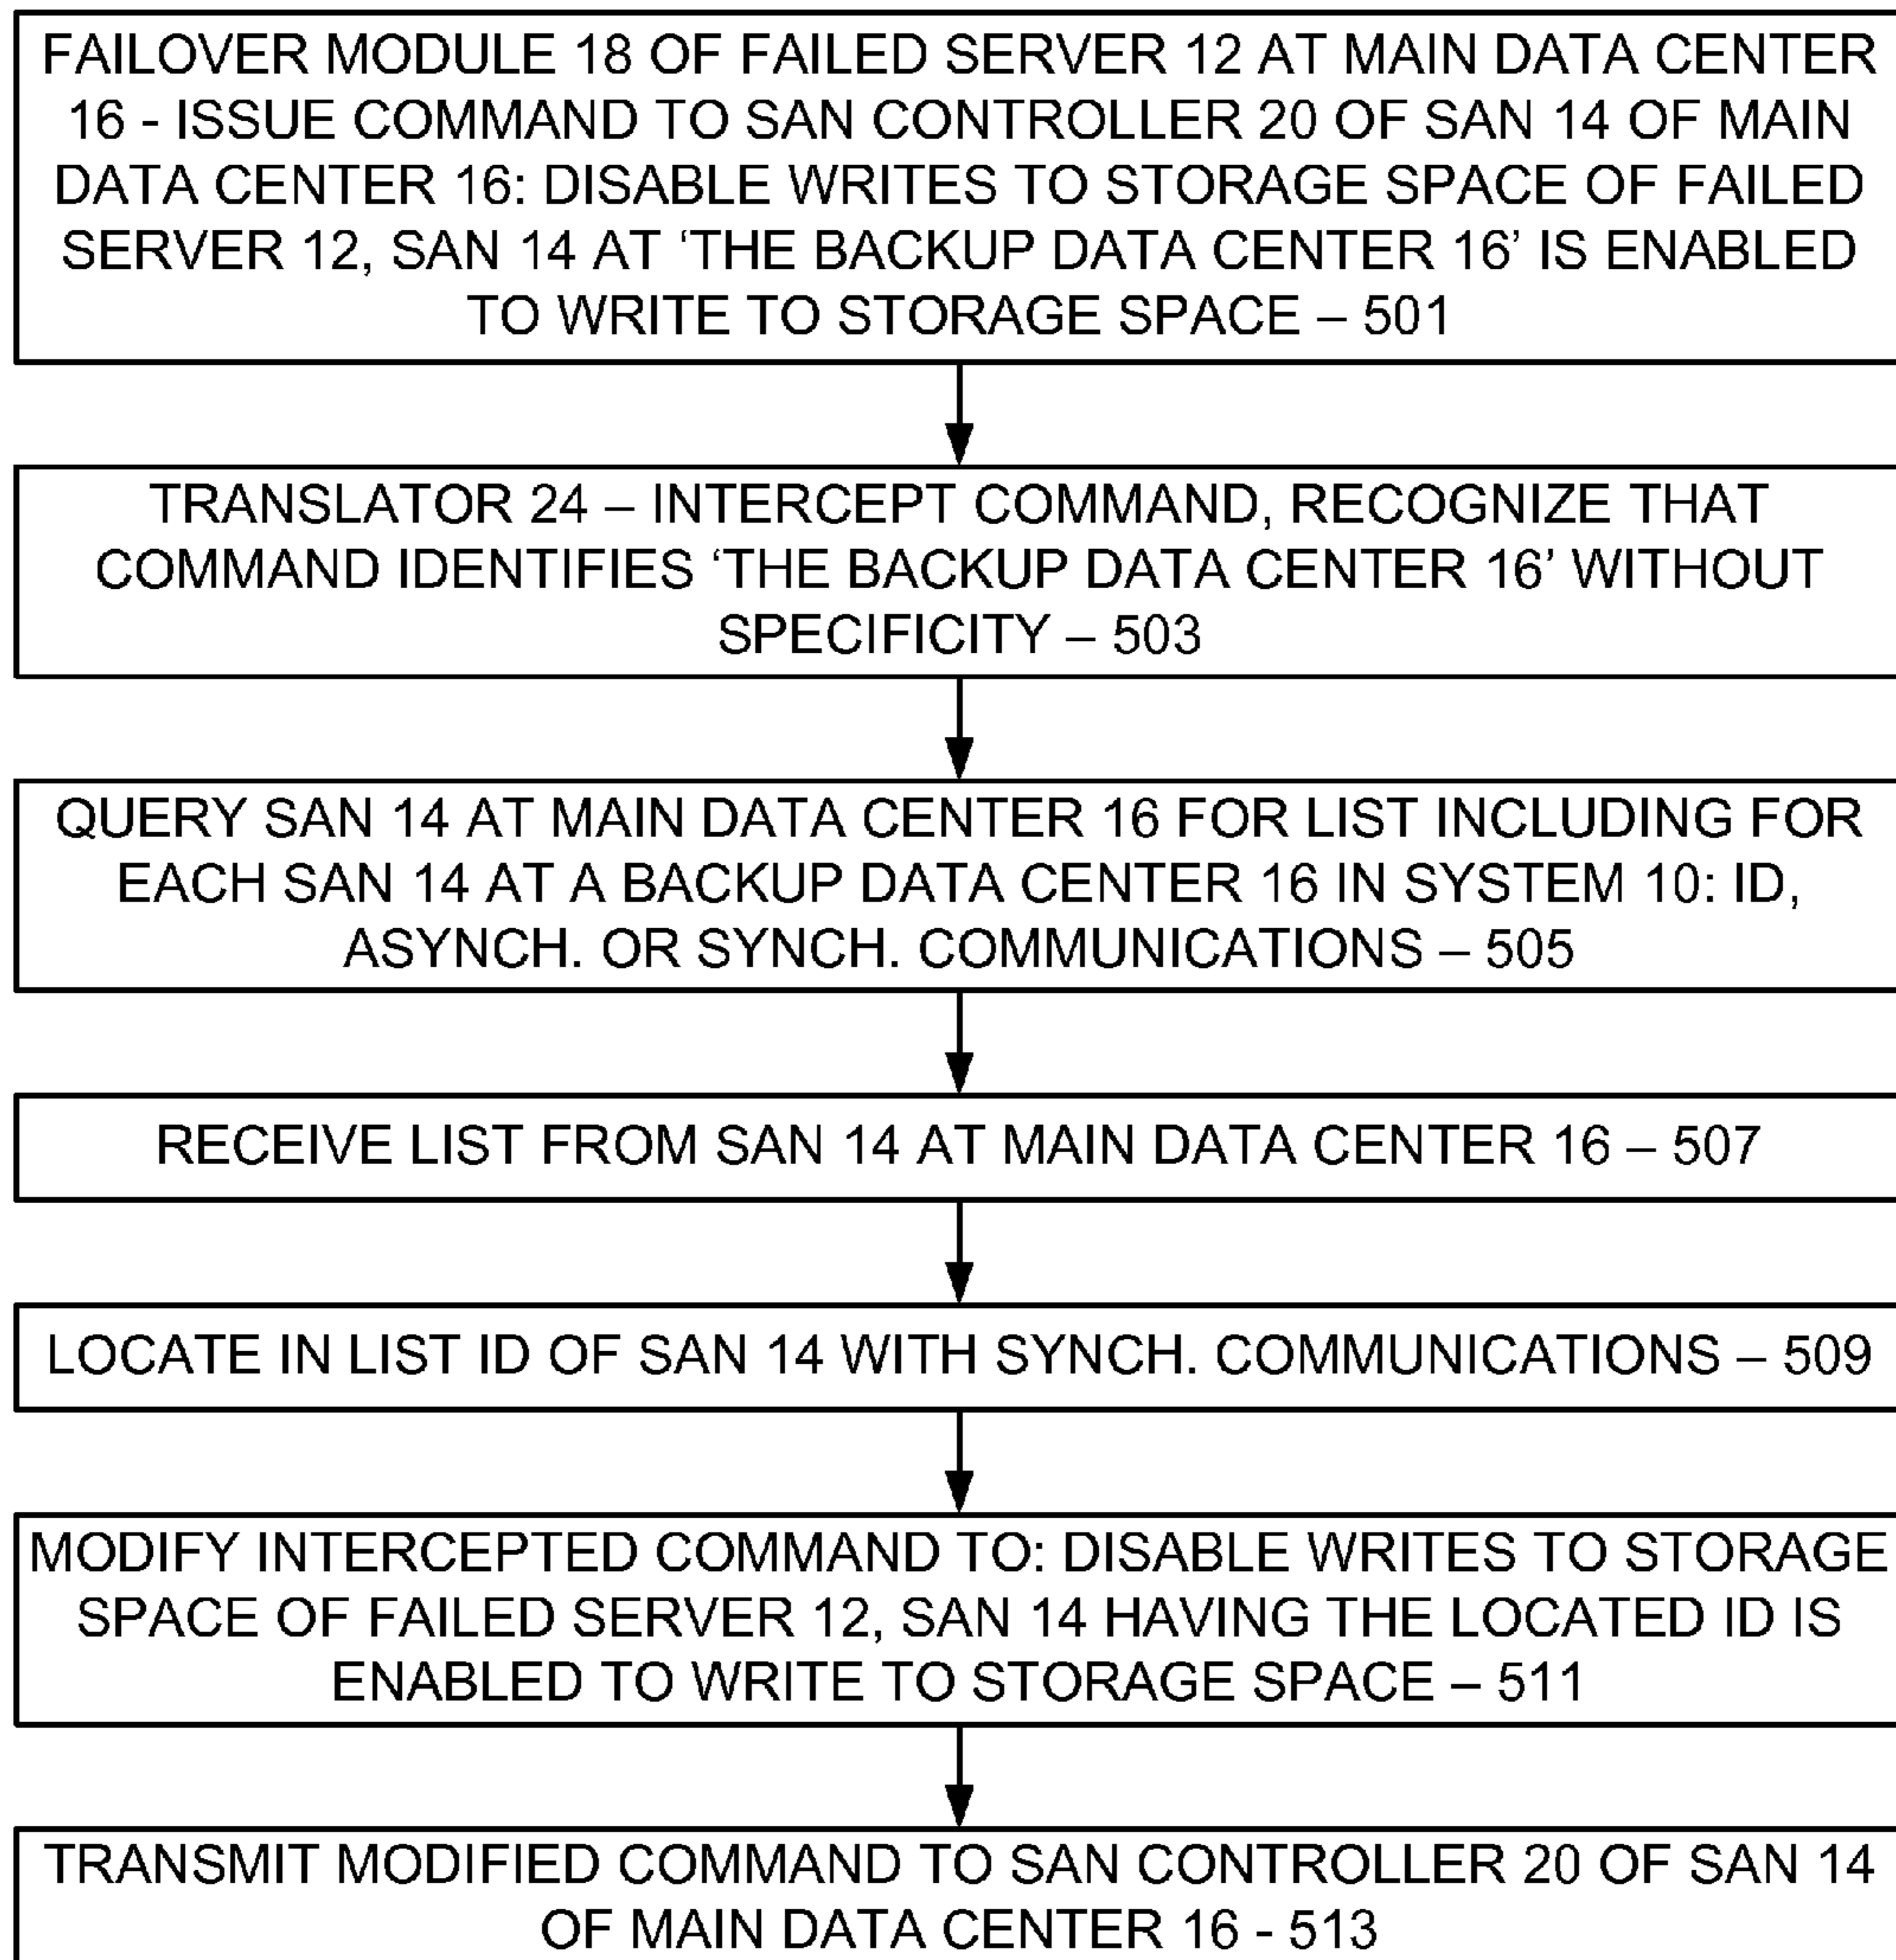 FAILOVER MODULE 18 OF FAILED SERVER 12 AT MAIN DATA CENTER
16 - ISSUE COMMAND TO SAN CONTROLLER 20 OF SAN 14 OF MAIN
DATA CENTER 16: DISABLE WRITES TO STORAGE SPACE OF FAILED
SERVER 12, SAN 14 AT ‘THE BACKUP DATA CENTER 16’ IS ENABLED
TO WRITE TO STORAGE SPACE – 501
TRANSLATOR 24 – INTERCEPT COMMAND, RECOGNIZE THAT
COMMAND IDENTIFIES ‘THE BACKUP DATA CENTER 16’ WITHOUT
SPECIFICITY – 503
QUERY SAN 14 AT MAIN DATA CENTER 16 FOR LIST INCLUDING FOR
EACH SAN 14 AT A BACKUP DATA CENTER 16 IN SYSTEM 10: ID,
ASYNCH. OR SYNCH. COMMUNICATIONS – 505
RECEIVE LIST FROM SAN 14 AT MAIN DATA CENTER 16 – 507
LOCATE IN LIST ID OF SAN 14 WITH SYNCH. COMMUNICATIONS – 509
MODIFY INTERCEPTED COMMAND TO: DISABLE WRITES TO STORAGE
SPACE OF FAILED SERVER 12, SAN 14 HAVING THE LOCATED ID IS
ENABLED TO WRITE TO STORAGE SPACE – 511
TRANSMIT MODIFIED COMMAND TO SAN CONTROLLER 20 OF SAN 14
OF MAIN DATA CENTER 16 - 513